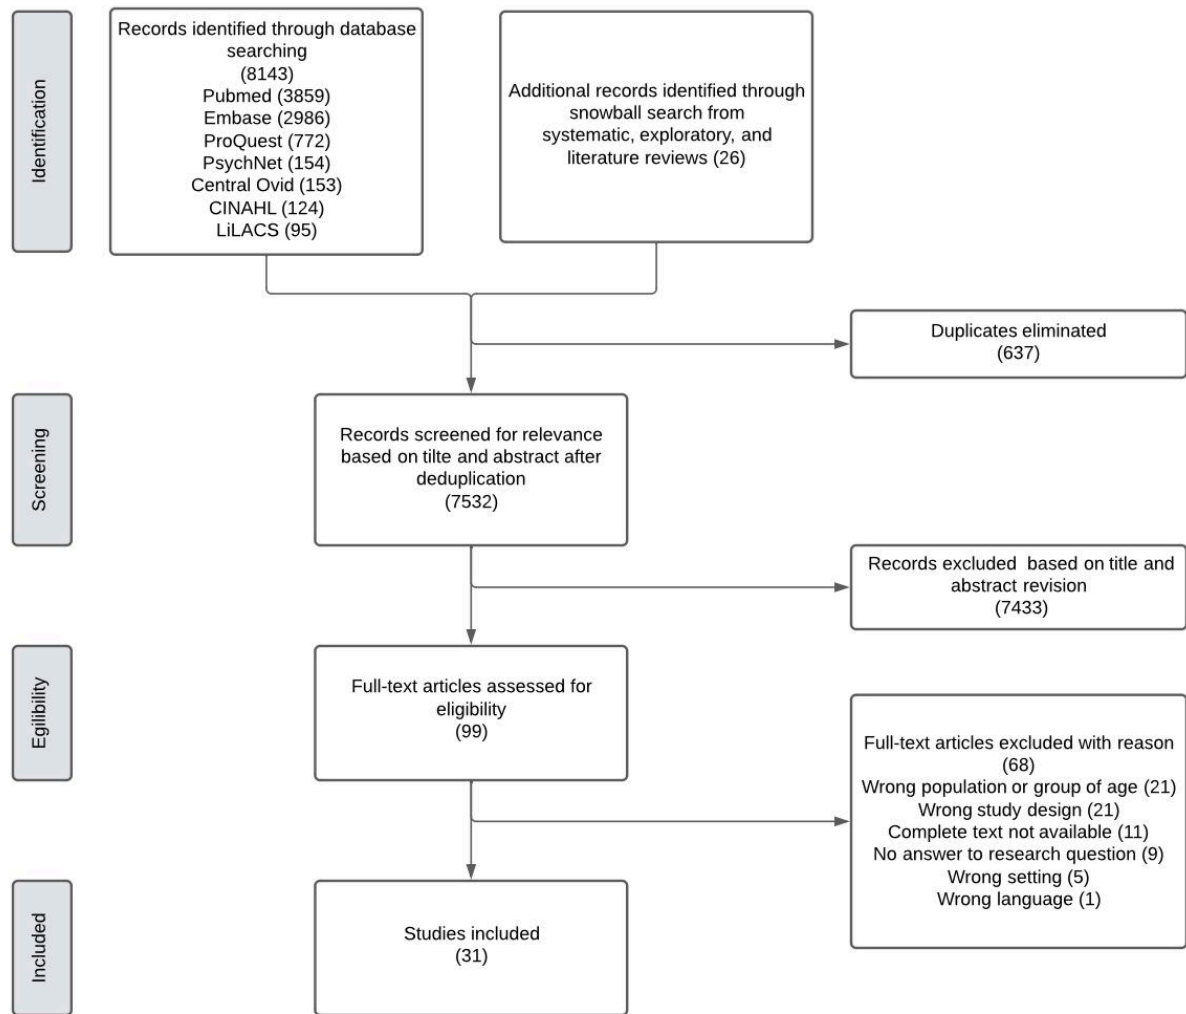 Identification
Records identified through database
searching
(8143)
Pubmed (3859)
Embase (2986)
ProQuest (772)
PsychNet (154)
Central Ovid (153)
CINAHL (124)
LiLACS (95)
Additional records identified through
snowball search from
systematic, exploratory, and
literature reviews (26)
Duplicates eliminated
(637)
Screening
Records screened for relevance
based on tilte and abstract after
deduplication
(7532)
Records excluded  based on title and
abstract revision
(7433)
Egilibility
Full-text articles assessed for
eligibility
(99)
Full-text articles excluded with reason
(68)
Wrong population or group of age (21)
Wrong study design (21)
Complete text not available (11)
No answer to research question (9)
Wrong setting (5)
Wrong language (1)
Included
Studies included
(31)